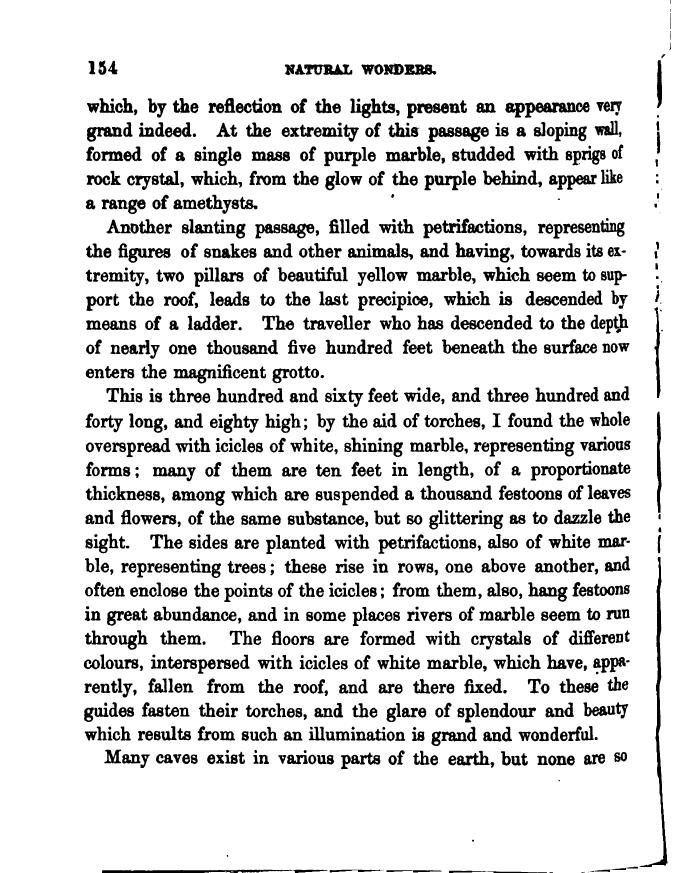 154 NATURAL WONDERS.
which, by the reflection of the lights, present an appearance very
grand indeed. At the extremity of this passage is a sloping wall,
formed of a single mass of purple marble, studded with sprigs of
rock crystal, which, from the glow of the purple behind, appear like
a range of amethysts.
Another slanting passage, filled with petrifactions, representing
the figures of snakes and other animals, and having, towards its ex-
tremity, two pillars of beautiful yellow marble, which seem to sup-
port the roof, leads to the last precipice, which is descended by
means of a ladder. The traveller who has descended to the depth
of nearly one thousand five hundred feet beneath the surface now
enters the magnificent grotto.
This is three hundred and sixty feet wide, and three hundred and
forty long, and eighty high; by the aid of torches, I found the whole
overspread with icicles of white, shining marble, representing various
forms; many of them are ten feet in length, of a proportionate
thickness, among which are suspended a thousand festoons of leaves
and flowers, of the same substance, but so glittering as to dazzle the
sight. The sides are planted with petrifactions, also of white mar-
ble, representing trees; these rise in rows, one above another, and
often enclose the points of the icicles; from them, also, hang festoons
in great abundance, and in some places rivers of marble seem to run
through them. The floors are formed with crystals of different
colours, interspersed with icicles of white marble, which have, appa-
rently, fallen from the roof, and are there fixed. To these the
guides fasten their torches, and the glare of splendour and beauty
which results from such an illumination is grand and wonderful.
Many caves exist in various parts of the earth, but none are so